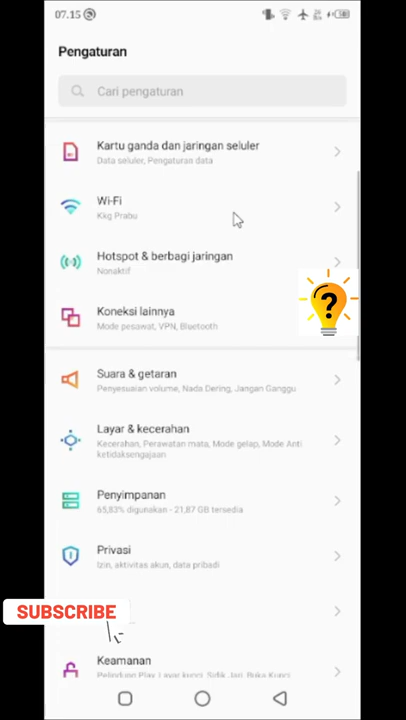 07.15
Pengaturan
Cari pengaturan
Kartu ganda dan jaringan seluler
Data seluler, Pengaturan data
Wi-Fi
Kkg Prabu
Hotspot & berbagi jaringan
Nonaktif
Koneksi lainnya
Mode pesawat, VPN, Bluetooth
?
Suara & getaran
Penyesuaian volume, Nada Dering, Jangan Ganggu
Layar & kecerahan
Kecerahan, Perawatan mata, Mode gelap, Mode Anti
ketidaksengajaan
Penyimpanan
65,83% digunakan - 21,87 GB tersedia
Privasi
Izin, aktivitas akun, data pribadi
SUBSCRIBE
Keamanan